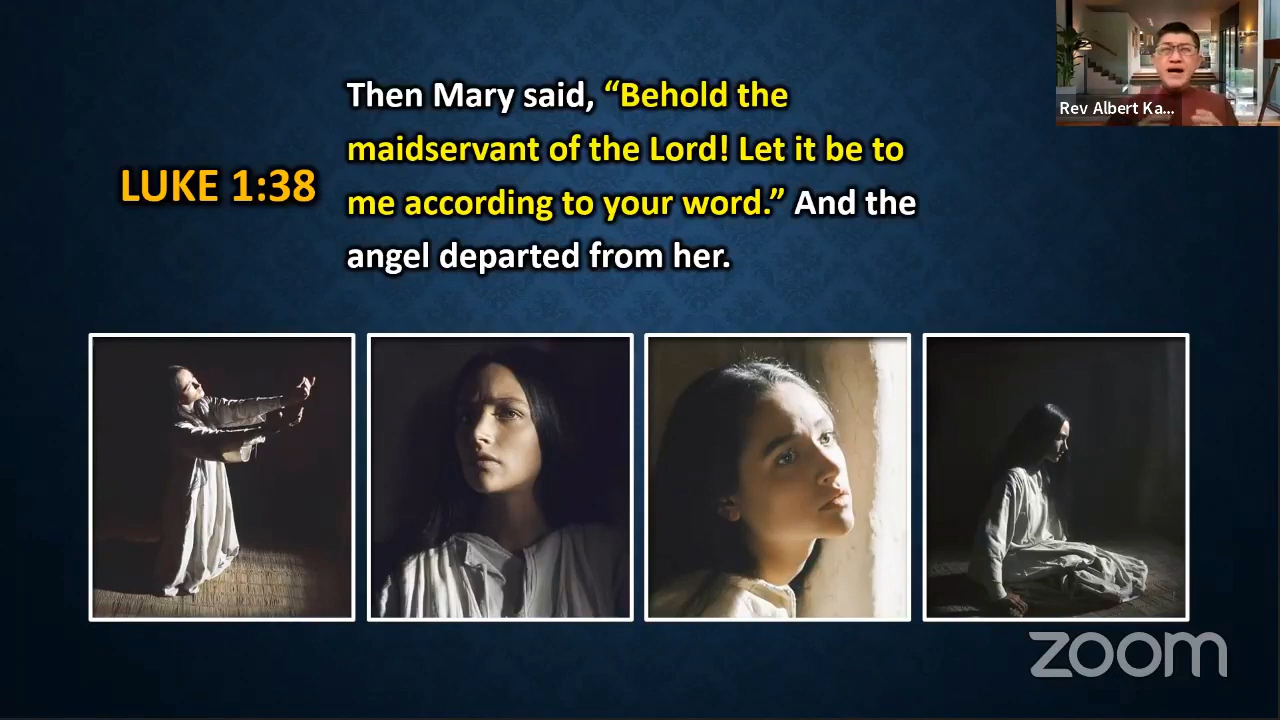 Rev Albert Ka...
Then Mary said, “Behold the
maidservant of the Lord! Let it be to
LUKE 1:38
me according to your word.” And the
angel departed from her.
zoom